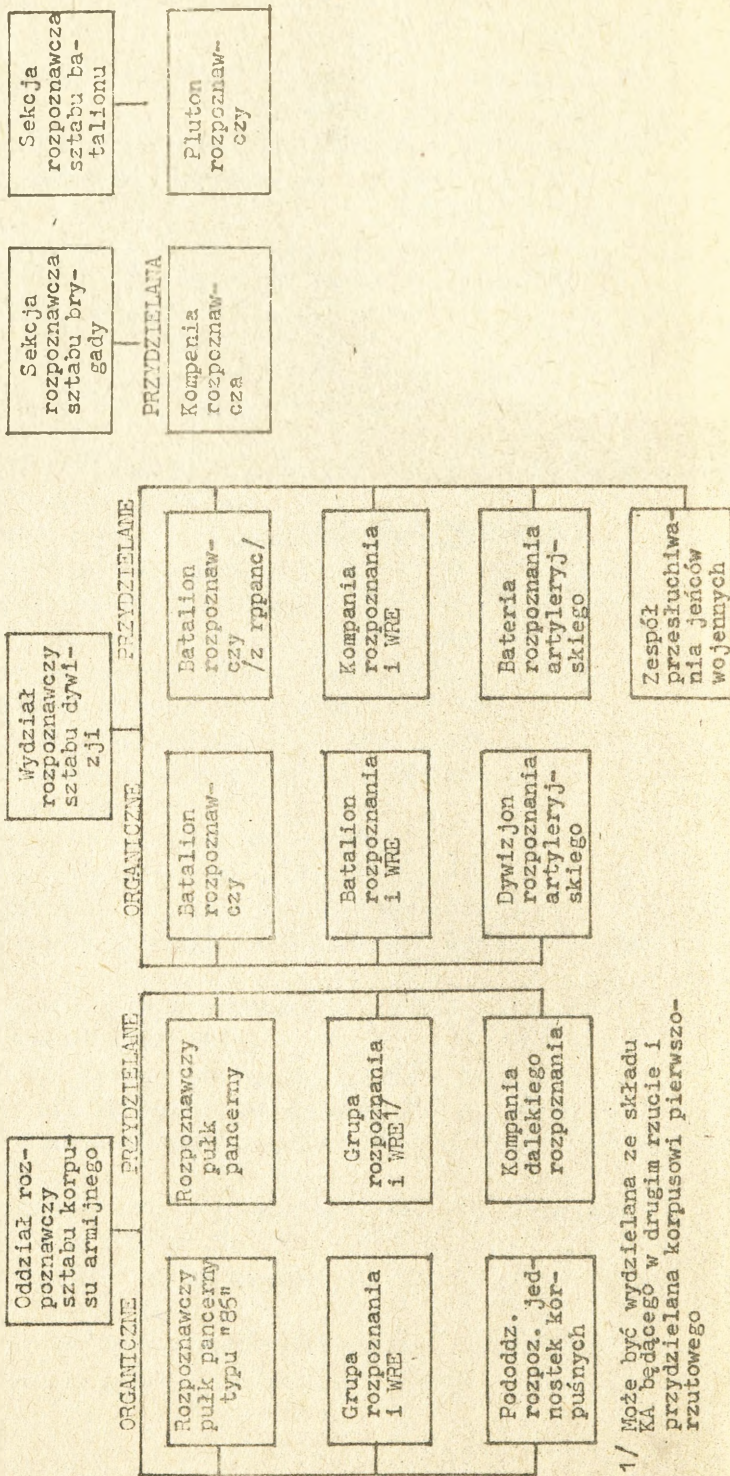 Oddział roz-
poznawczy
sztabu korpu-
su armijnego
ORGANICZNE
PRZYDZIELANE
Rozpoznawczy
pułk pancerny
typu "86"
Rozpoznawczy
pułk
pancerny
Grupa
rozpoznania
i WRE
Grupa
rozpoznania
i WRE1/
Pododdz.
rozpoz. jed-
nostek kor-
puśnych
Kompania
dalekiego
rozpoznania
1/ Może być wydzielana ze składu
KA będącego w drugim rzucie i
przydzielana korpusowi pierwszo-
rzutowego
Wydział
rozpoznawczy
sztabu dywi-
zji
ORGANICZNE
PRZYDZIELANE
Batalion
rozpoznaw-
czy
Batalion
rozpoznaw-
czy
/z rppanc/
Batalion
rozpoznania
i WRE
Kompania
rozpoznania
i WRE
Dywizjon
rozpoznania
artyleryj-
skiego
Bateria
rozpoznania
artyleryj-
skiego
Zespół
przesłuchiwa-
nia jeńców
wojennych
Sekcja
rozpoznawcza
sztabu bry-
gady
PRZYDZIELANA
Kompania
rozpoznaw-
cza
Sekcja
rozpoznawcza
sztabu ba-
talionu
Pluton
rozpoznaw-
czy